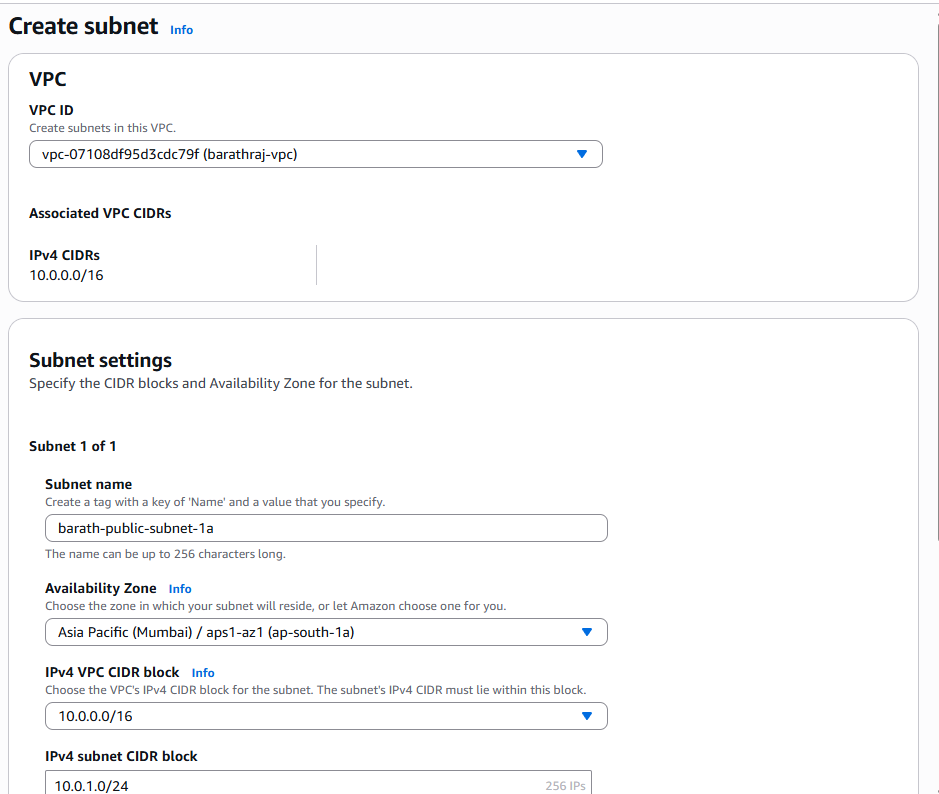 Create subnet Info
VPC
VPC ID
Create subnets in this VPC.
vpc-07108df95d3cdc79f (barathraj-vpc)
Associated VPC CIDRs
IPv4 CIDRs
10.0.0.0/16
Subnet settings
Specify the CIDR blocks and Availability Zone for the subnet.
Subnet 1 of 1
Subnet name
Create a tag with a key of 'Name' and a value that you specify.
barath-public-subnet-1a
The name can be up to 256 characters long.
Availability Zone Info
Choose the zone in which your subnet will reside, or let Amazon choose one for you.
Asia Pacific (Mumbai) / aps1-az1 (ap-south-1a)
IPv4 VPC CIDR block Info
Choose the VPC's IPv4 CIDR block for the subnet. The subnet's IPv4 CIDR must lie within this block.
10.0.0.0/16
IPv4 subnet CIDR block
10.0.1.0/24 256 IPs